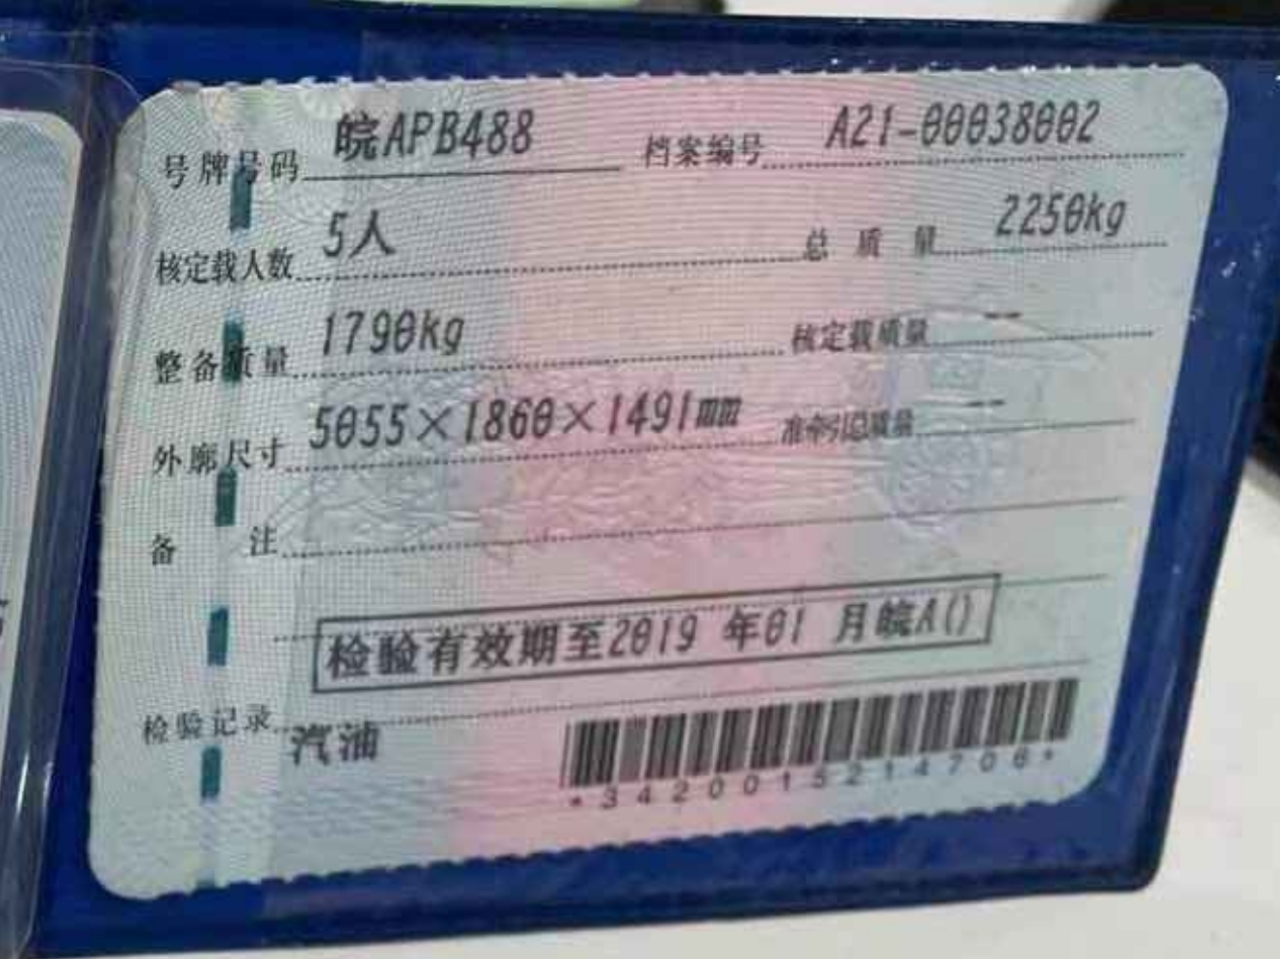 号牌号码 皖APB488 档案编号 A21-00038002
核定载人数 5人 总质量 2250kg
整备质量 1790kg 核定载质量 --
外廓尺寸 5055×1860×1491mm 准牵引总质量 --
备注
检验有效期至2019 年01 月皖A()
检验记录
汽油
*3420015214706*